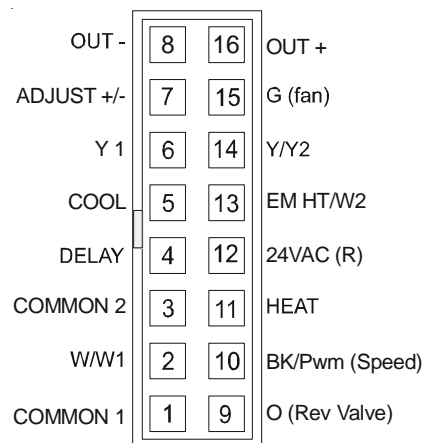 OUT - 8 16 OUT +
ADJUST +/- 7 15 G (fan)
Y 1 6 14 Y/Y2
COOL 5 13 EM HT/W2
DELAY 4 12 24VAC (R)
COMMON 2 3 11 HEAT
W/W1 2 10 BK/Pwm (Speed)
COMMON 1 1 9 O (Rev Valve)